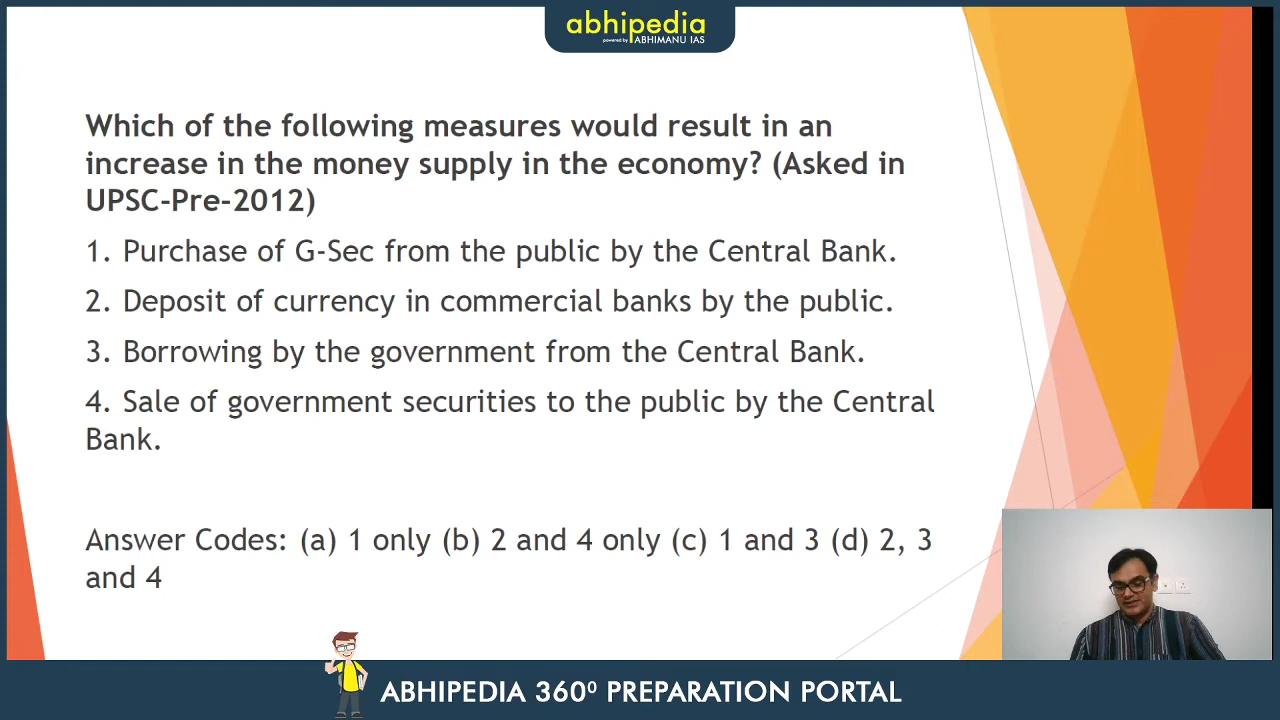 abhipedia
powered by ABHIMANU IAS
Which of the following measures would result in an
increase in the money supply in the economy? (Asked in
UPSC-Pre-2012)
1. Purchase of G-Sec from the public by the Central Bank.
2. Deposit of currency in commercial banks by the public.
3. Borrowing by the government from the Central Bank.
4. Sale of government securities to the public by the Central
Bank.
Answer Codes: (a) 1 only (b) 2 and 4 only (c) 1 and 3 (d) 2, 3
and 4
ABHIPEDIA 360⁰ PREPARATION PORTAL